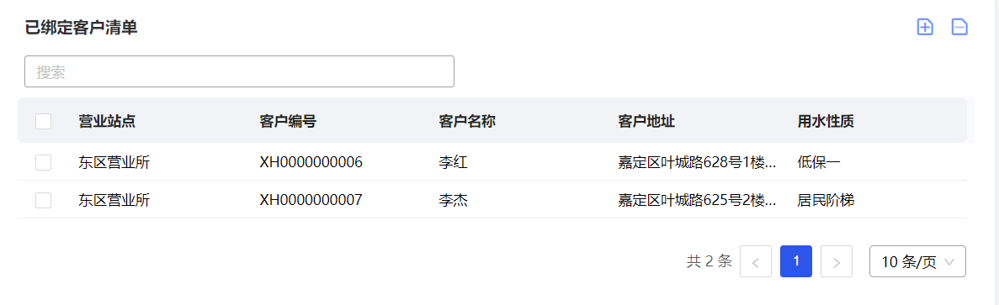 已绑定客户清单
搜索
营业站点 客户编号 客户名称 客户地址 用水性质
东区营业所 XH0000000006 李红 嘉定区叶城路628号1楼... 低保一
东区营业所 XH0000000007 李杰 嘉定区叶城路625号2楼... 居民阶梯
共 2 条 < 1 > 10 条/页